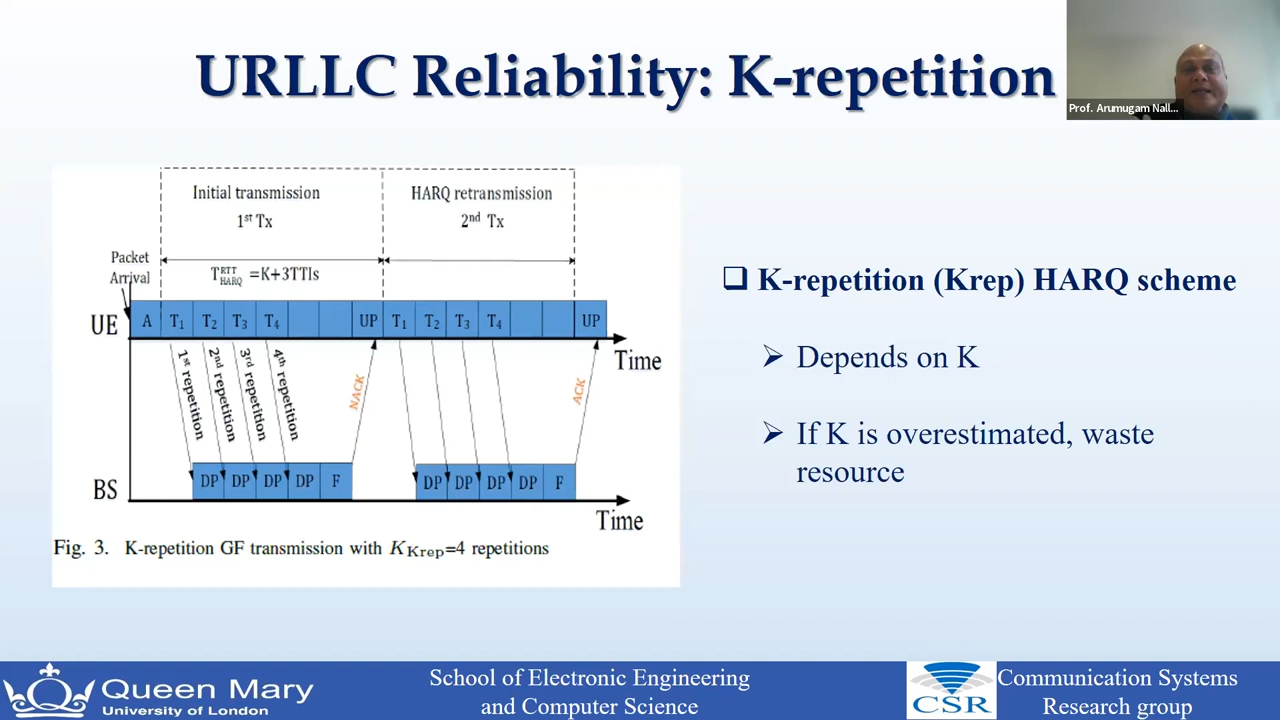 URLLC Reliability: K-repetition
Prof. Arumugam Nall...
Initial transmission
1st Tx
HARQ retransmission
2nd Tx
Packet
Arrival
T RTT HARQ =K+3TTIs
UE
A T1 T2 T3 T4 UP T1 T2 T3 T4 UP
Time
1st repetition
2nd repetition
3rd repetition
4th repetition
NACK
ACK
BS
DP DP DP DP F DP DP DP DP F
Time
Fig. 3. K-repetition GF transmission with KKrep=4 repetitions
K-repetition (Krep) HARQ scheme
Depends on K
If K is overestimated, waste
resource
Queen Mary
University of London
School of Electronic Engineering
and Computer Science
CSR
Communication Systems
Research group